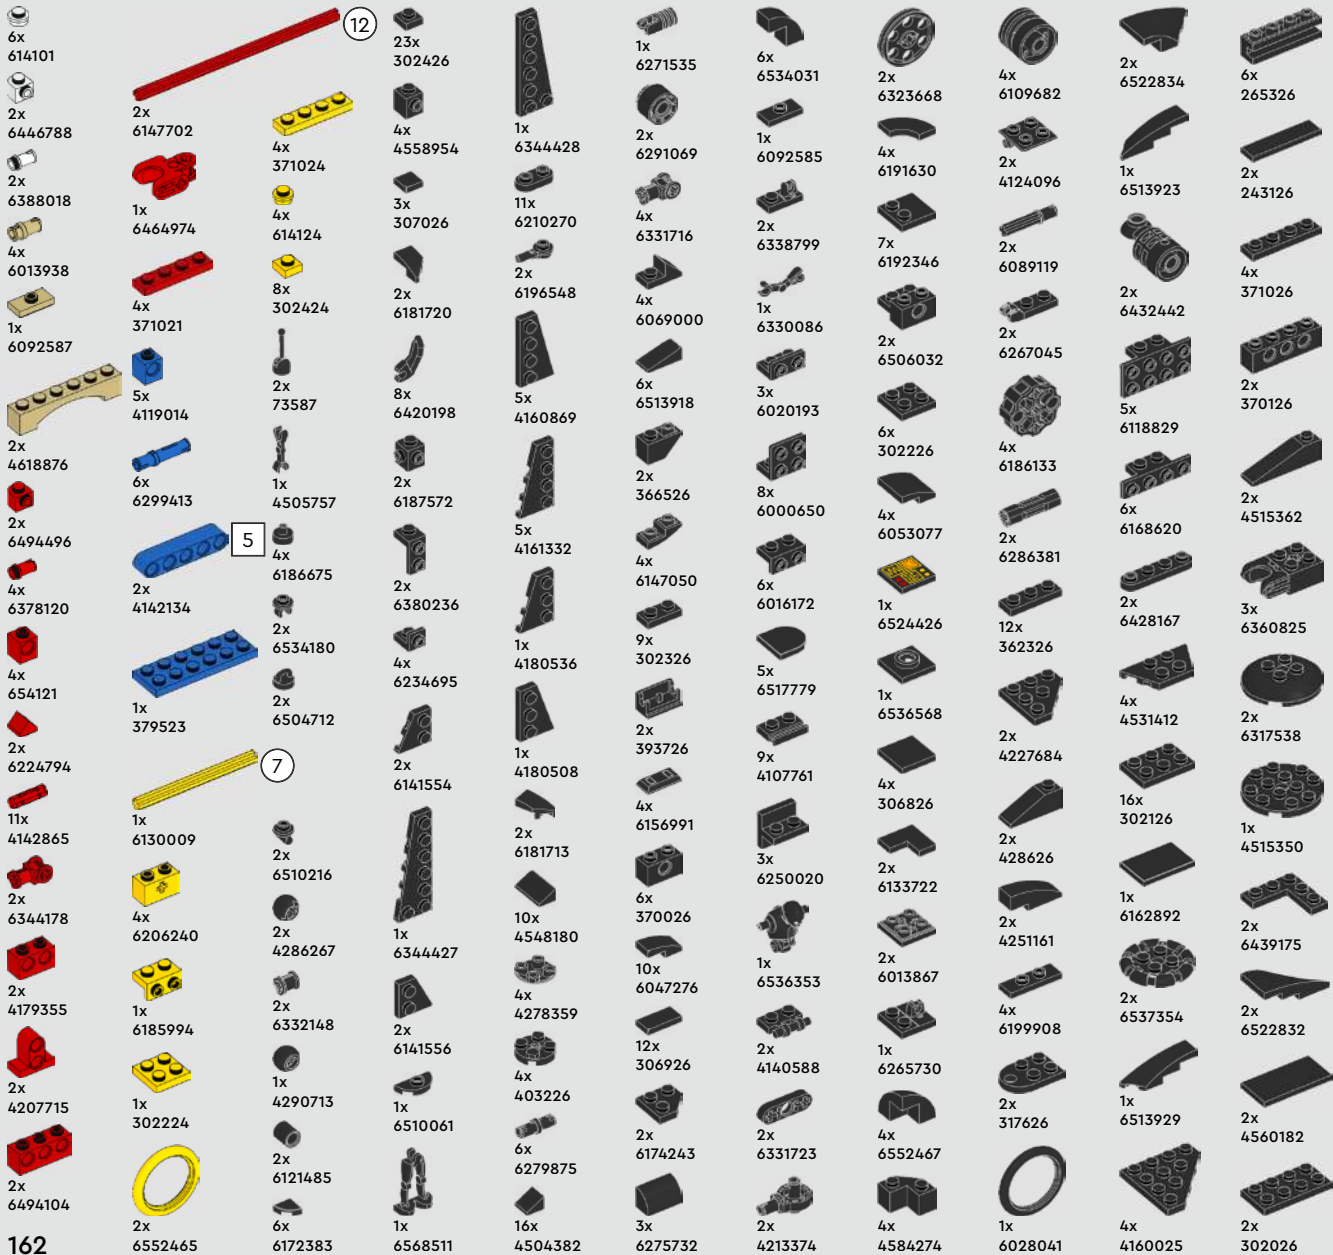 6x
614101
2x
6446788
2x
6388018
4x
6013938
1x
6092587
2x
4618876
2x
6494496
4x
6378120
4x
654121
2x
6224794
11x
4142865
2x
6344178
2x
4179355
2x
4207715
2x
6494104
162
12
2x
6147702
1x
6464974
4x
371021
5x
4119014
6x
6299413
5
2x
4142134
1x
379523
7
1x
6130009
4x
6206240
1x
6185994
1x
302224
2x
6552465
4x
371024
4x
614124
8x
302424
2x
73587
1x
4505757
4x
6186675
2x
6534180
2x
6504712
2x
6510216
2x
4286267
2x
6332148
1x
4290713
2x
6121485
6x
6172383
23x
302426
4x
4558954
3x
307026
2x
6181720
8x
6420198
2x
6187572
2x
6380236
4x
6234695
2x
6141554
1x
6344427
2x
6141556
1x
6510061
1x
6568511
1x
6344428
11x
6210270
2x
6196548
5x
4160869
5x
4161332
1x
4180536
1x
4180508
2x
6181713
10x
4548180
4x
4278359
4x
403226
6x
6279875
16x
4504382
1x
6271535
2x
6291069
4x
6331716
4x
6069000
6x
6513918
2x
366526
4x
6147050
9x
302326
2x
393726
4x
6156991
6x
370026
10x
6047276
12x
306926
2x
6174243
3x
6275732
6x
6534031
1x
6092585
2x
6338799
1x
6330086
3x
6020193
8x
6000650
6x
6016172
5x
6517779
9x
4107761
3x
6250020
1x
6536353
2x
4140588
2x
6331723
2x
4213374
2x
6323668
4x
6191630
7x
6192346
2x
6506032
6x
302226
4x
6053077
1x
6524426
1x
6536568
4x
306826
2x
6133722
2x
6013867
1x
6265730
4x
6552467
4x
4584274
4x
6109682
2x
4124096
2x
6089119
2x
6267045
4x
6186133
2x
6286381
12x
362326
2x
4227684
2x
428626
2x
4251161
4x
6199908
2x
317626
1x
6028041
2x
6522834
1x
6513923
2x
6432442
5x
6118829
6x
6168620
2x
6428167
4x
4531412
16x
302126
1x
6162892
2x
6537354
1x
6513929
4x
4160025
6x
265326
2x
243126
4x
371026
2x
370126
2x
4515362
3x
6360825
2x
6317538
1x
4515350
2x
6439175
2x
6522832
2x
4560182
2x
302026